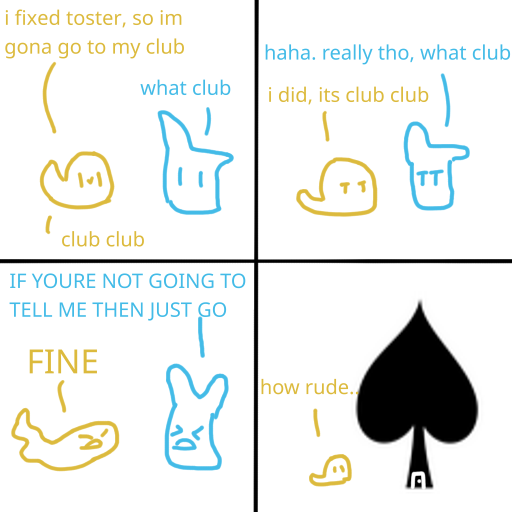 i fixed toster, so im
gona go to my club
what club
club club
haha. really tho, what club
i did, its club club
IF YOURE NOT GOING TO
TELL ME THEN JUST GO
FINE
how rude..